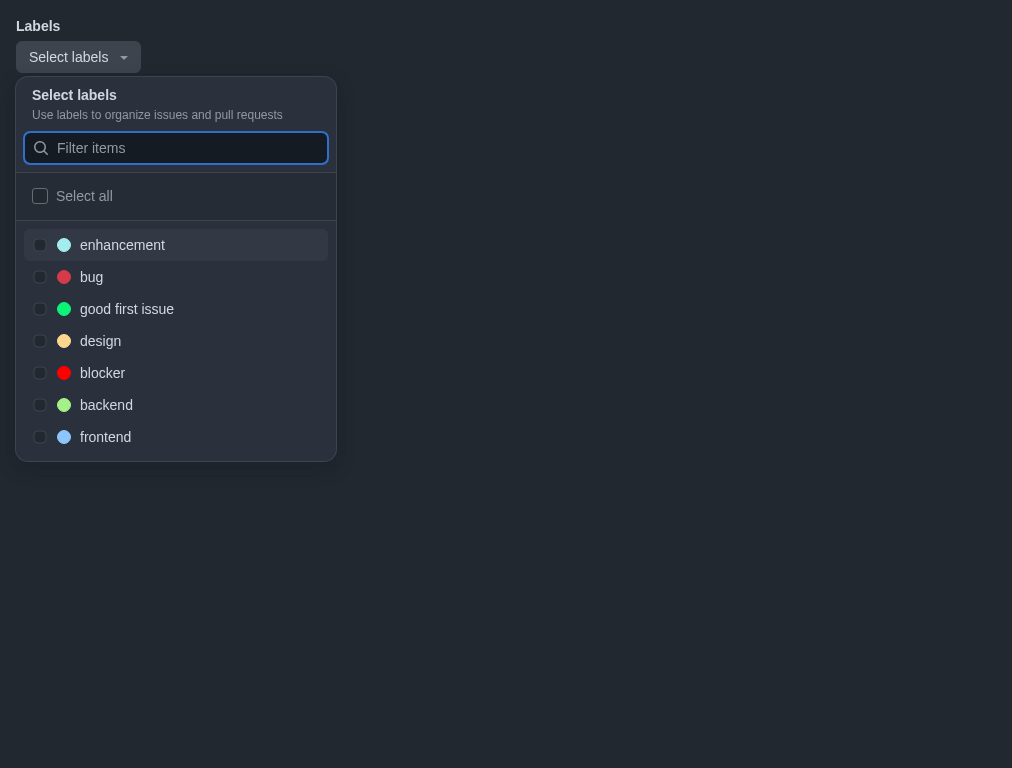 Labels
Select labels
Select labels
Use labels to organize issues and pull requests
Filter items
Select all
enhancement
bug
good first issue
design
blocker
backend
frontend